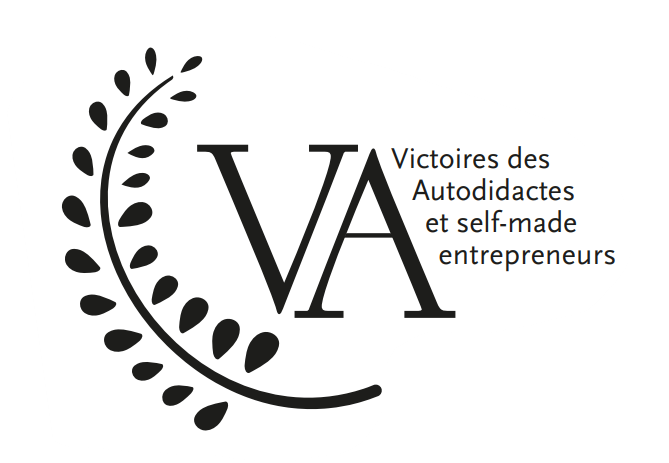 VA
Victoires des
Autodidactes
et self-made
entrepreneurs